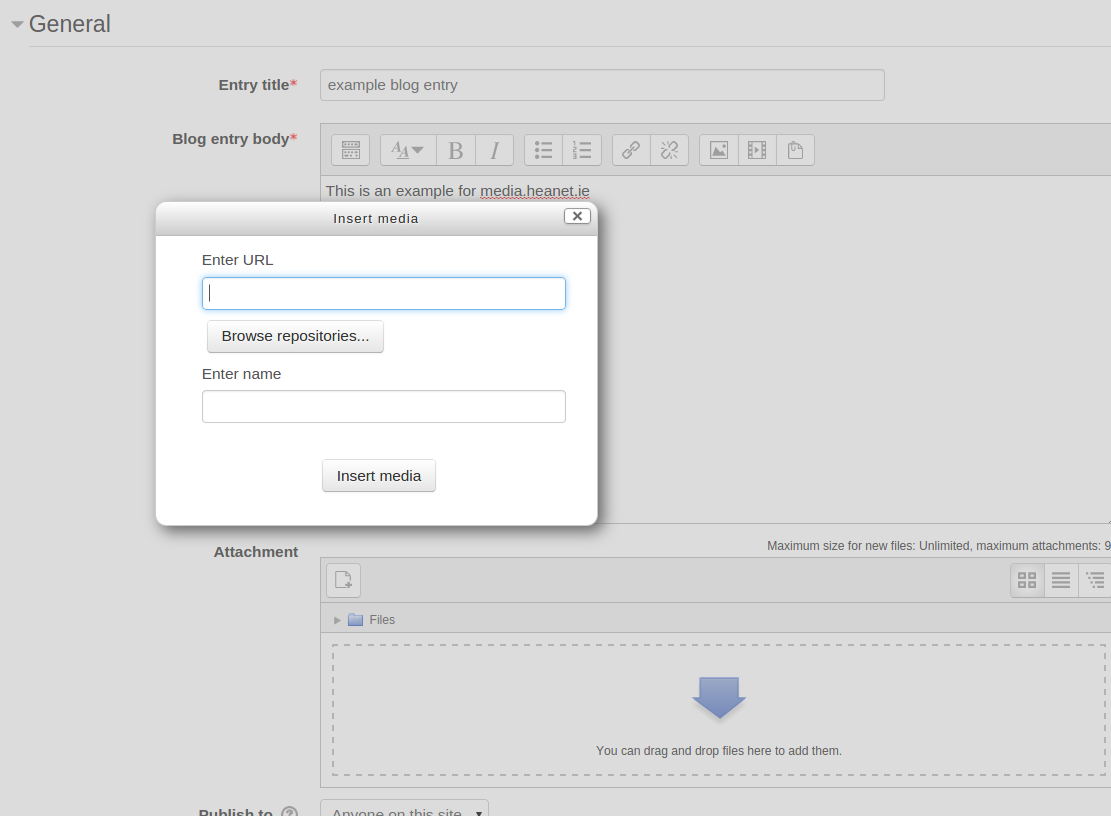 General
Entry title*
example blog entry
Blog entry body*
AA
B
I
This is an example for media.heanet.ie
Insert media
Enter URL
Browse repositories...
Enter name
Insert media
Attachment
Maximum size for new files: Unlimited, maximum attachments: 9
Files
You can drag and drop files here to add them.
Publish to
Anyone on this site